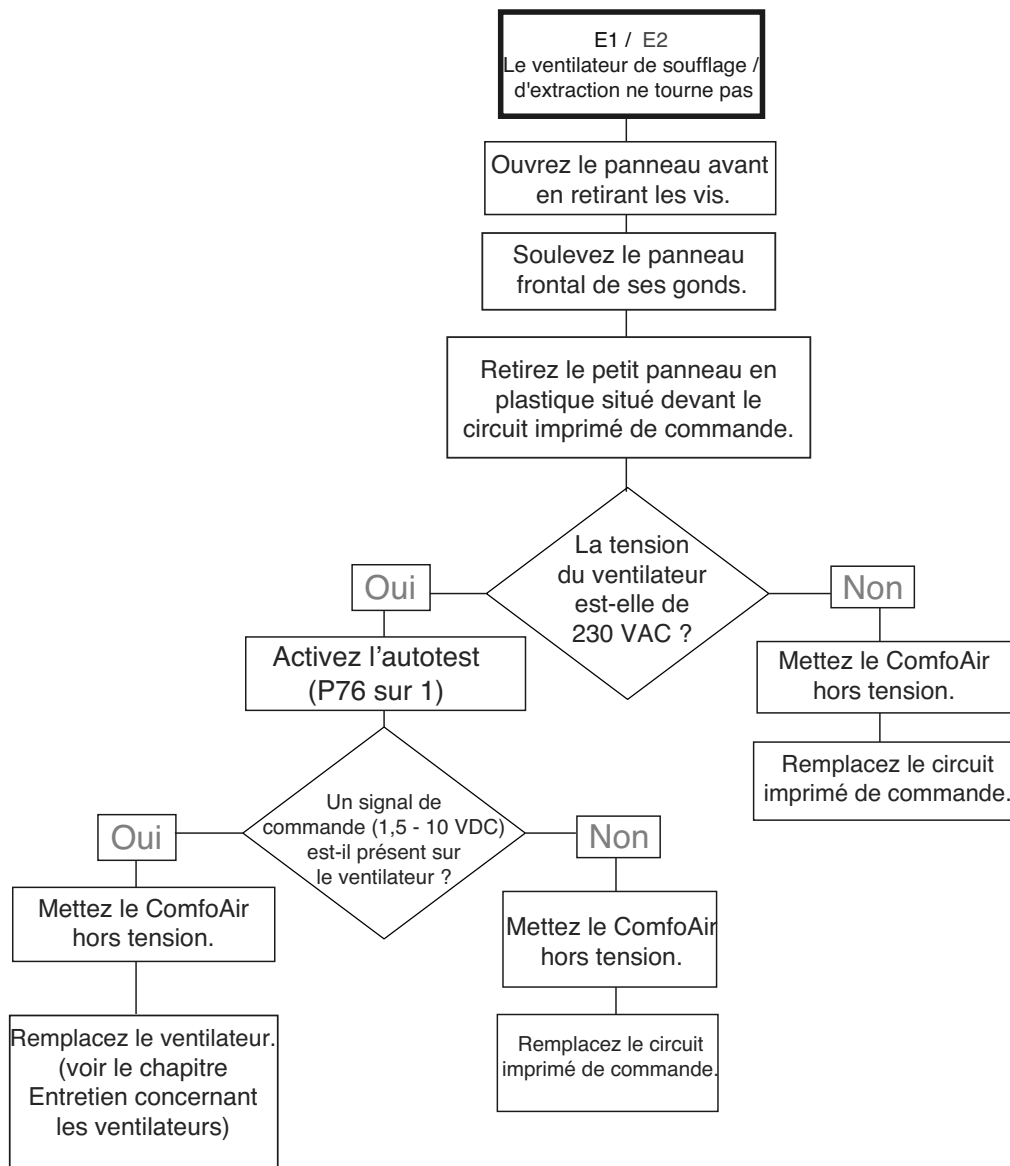 E1 / E2
Le ventilateur de soufflage /
d'extraction ne tourne pas
Ouvrez le panneau avant
en retirant les vis.
Soulevez le panneau
frontal de ses gonds.
Retirez le petit panneau en
plastique situé devant le
circuit imprimé de commande.
La tension
du ventilateur
est-elle de
230 VAC ?
Oui
Non
Activez l'autotest
(P76 sur 1)
Mettez le ComfoAir
hors tension.
Remplacez le circuit
imprimé de commande.
Un signal de
commande (1,5 - 10 VDC)
est-il présent sur
le ventilateur ?
Oui
Non
Mettez le ComfoAir
hors tension.
Remplacez le ventilateur.
(voir le chapitre
Entretien concernant
les ventilateurs)
Mettez le ComfoAir
hors tension.
Remplacez le circuit
imprimé de commande.